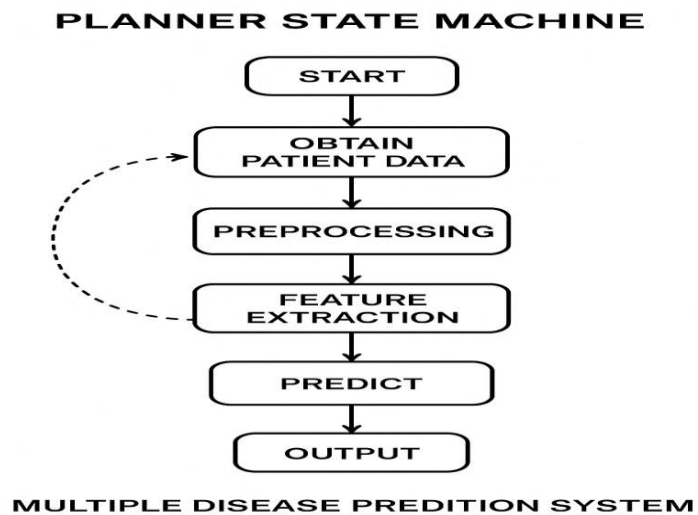 PLANNER STATE MACHINE
START
OBTAIN
PATIENT DATA
PREPROCESSING
FEATURE
EXTRACTION
PREDICT
OUTPUT
MULTIPLE DISEASE PREDITION SYSTEM